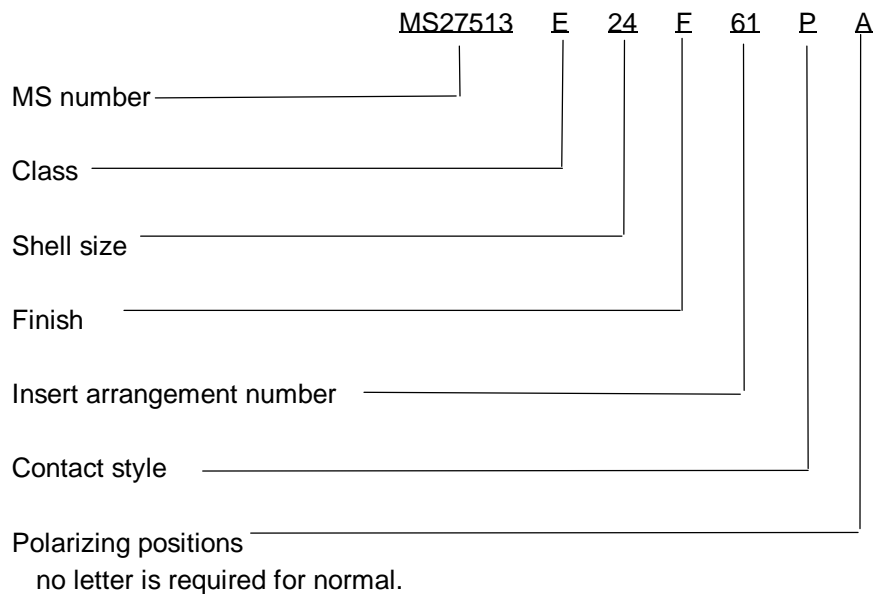 MS27513 E 24 F 61 P A
MS number
Class
Shell size
Finish
Insert arrangement number
Contact style
Polarizing positions
no letter is required for normal.